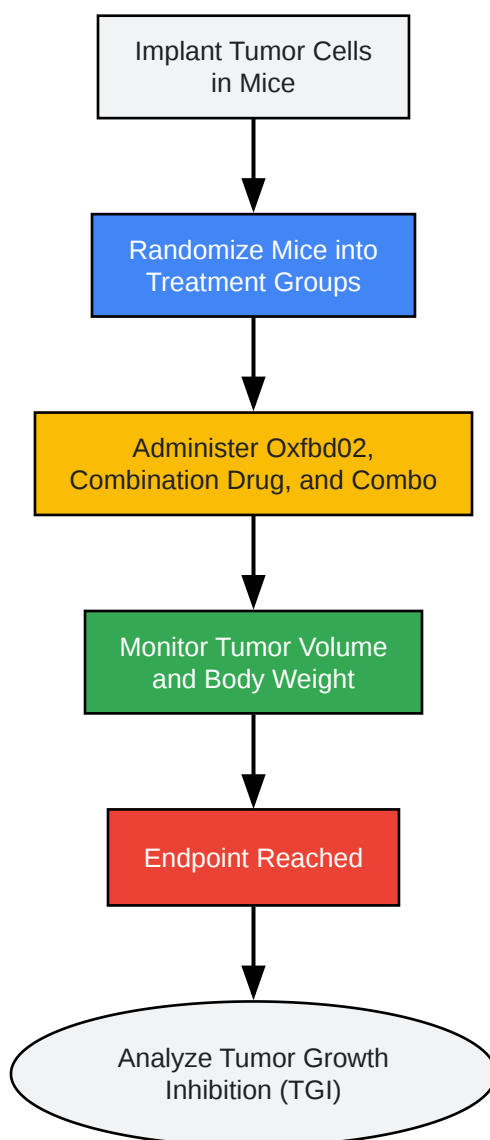 Implant Tumor Cells
in Mice
Randomize Mice into
Treatment Groups
Administer Oxfbd02,
Combination Drug, and Combo
Monitor Tumor Volume
and Body Weight
Endpoint Reached
Analyze Tumor Growth
Inhibition (TGI)